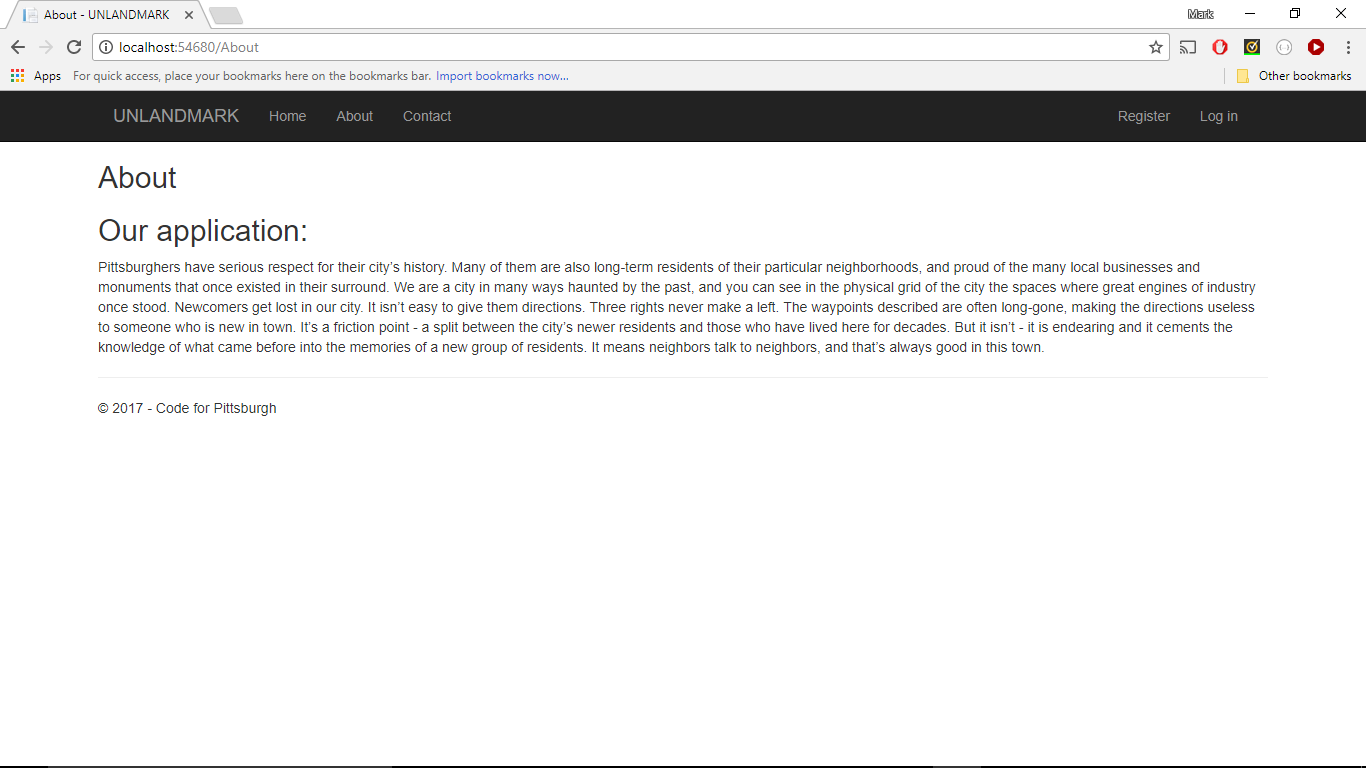 About - UNLANDMARK
Mark
localhost:54680/About
Apps For quick access, place your bookmarks here on the bookmarks bar. Import bookmarks now... Other bookmarks
UNLANDMARK Home About Contact Register Log in
About
Our application:
Pittsburghers have serious respect for their city’s history. Many of them are also long-term residents of their particular neighborhoods, and proud of the many local businesses and
monuments that once existed in their surround. We are a city in many ways haunted by the past, and you can see in the physical grid of the city the spaces where great engines of industry
once stood. Newcomers get lost in our city. It isn’t easy to give them directions. Three rights never make a left. The waypoints described are often long-gone, making the directions useless
to someone who is new in town. It’s a friction point - a split between the city’s newer residents and those who have lived here for decades. But it isn’t - it is endearing and it cements the
knowledge of what came before into the memories of a new group of residents. It means neighbors talk to neighbors, and that’s always good in this town.
© 2017 - Code for Pittsburgh